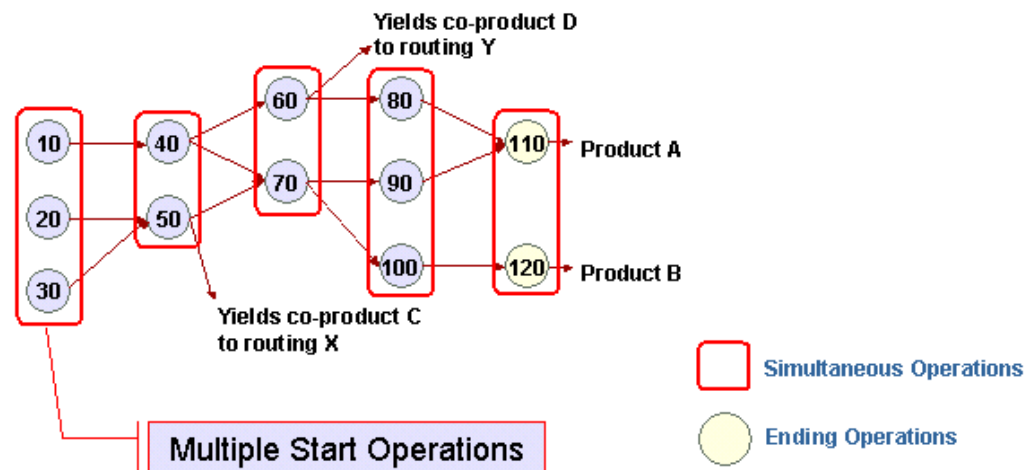 Yields co-product D
to routing Y
60
80
10
40
110
Product A
70
90
20
50
30
100
120
Product B
Yields co-product C
to routing X
Simultaneous Operations
Multiple Start Operations
Ending Operations